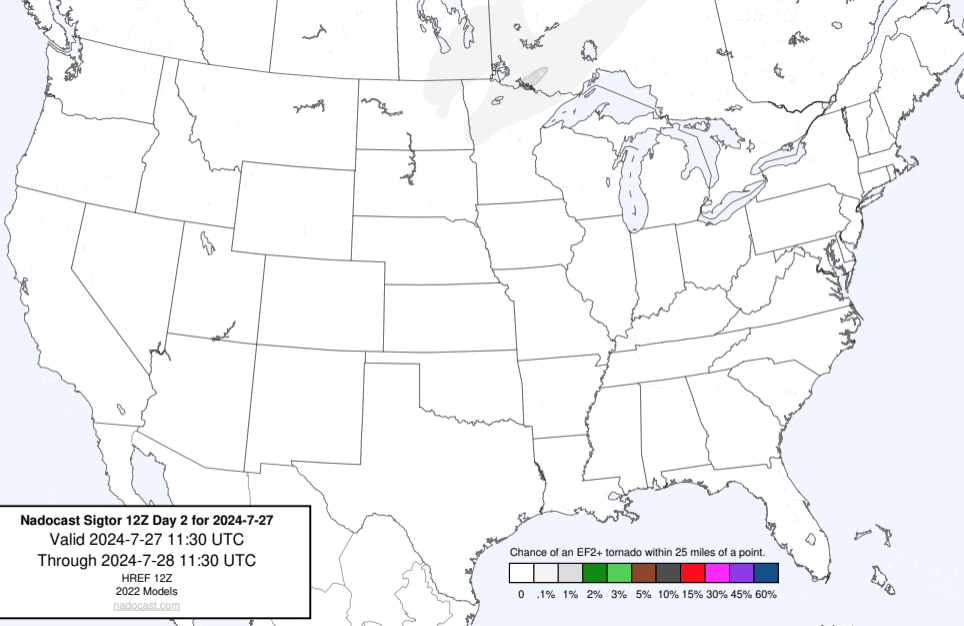 Nadocast Sigtor 12Z Day 2 for 2024-7-27
Valid 2024-7-27 11:30 UTC
Through 2024-7-28 11:30 UTC
HREF 12Z
2022 Models
nadocast.com
Chance of an EF2+ tornado within 25 miles of a point.
0 .1% 1% 2% 3% 5% 10% 15% 30% 45% 60%